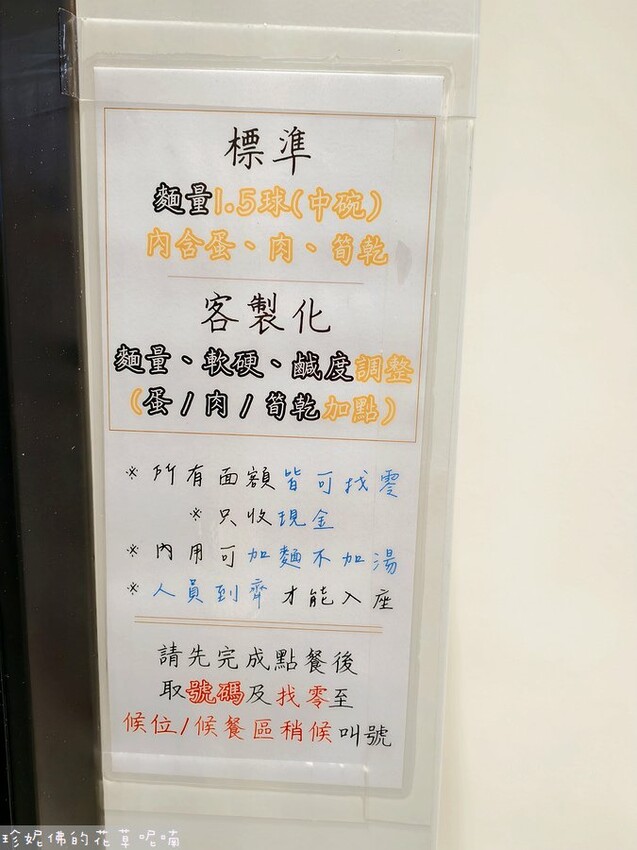 標準
麵量1.5球(中碗)
內含蛋、肉、筍乾
客製化
麵量、軟硬、鹹度調整
(蛋/肉/筍乾加點)
※所有面額皆可找零
※只收現金
※內用可加麵不加湯
※人員到齊才能入座
請先完成點餐後
取號碼及找零至
候位/候餐區稍候叫號
珍妮佛的花草呢喃